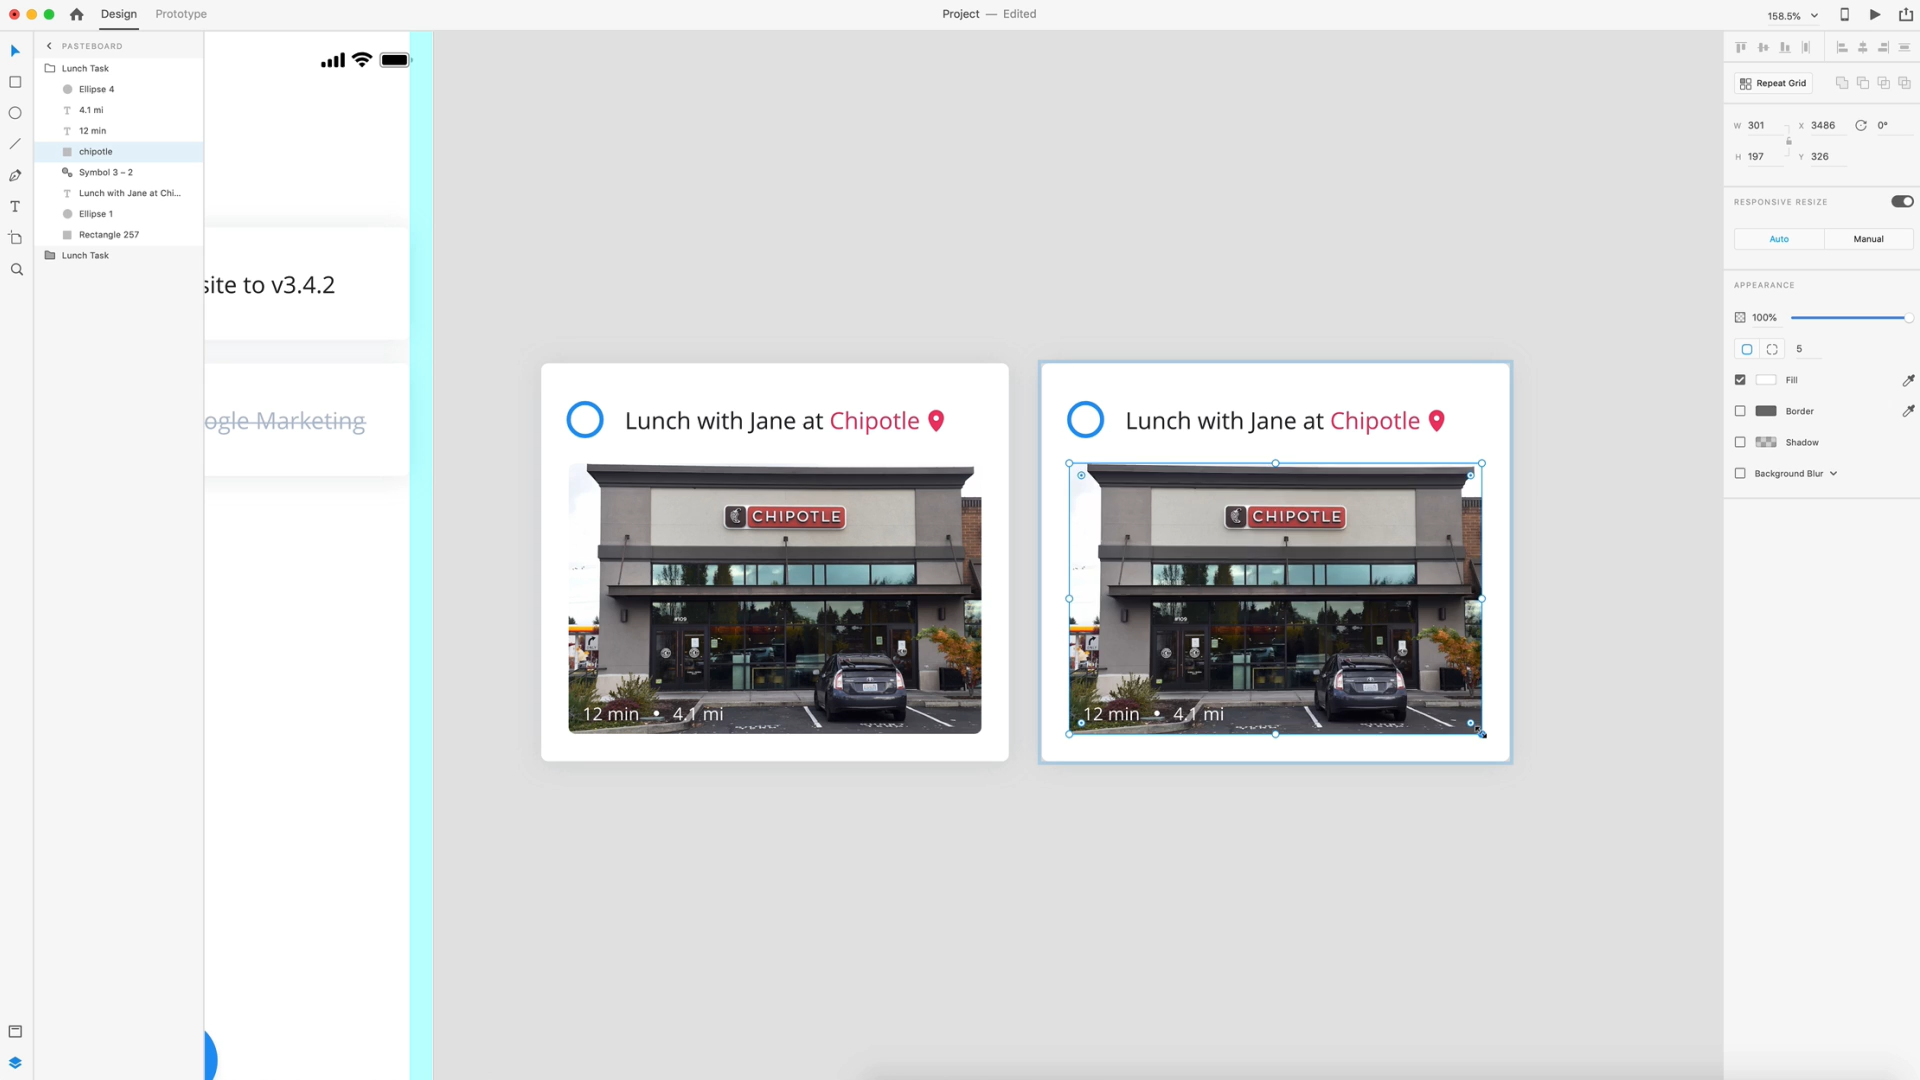 Design
Prototype
Project — Edited
158.5%
PASTEBOARD
Lunch Task
Ellipse 4
4.1 mi
12 min
chipotle
Symbol 3 – 2
Lunch with Jane at Chi...
Ellipse 1
Rectangle 257
Lunch Task
site to v3.4.2
ogle Marketing
Lunch with Jane at Chipotle
CHIPOTLE
#109
12 min • 4.1 mi
Lunch with Jane at Chipotle
CHIPOTLE
#109
12 min • 4.1 mi
Repeat Grid
W 301
X 3486
0°
H 197
Y 326
RESPONSIVE RESIZE
Auto
Manual
APPEARANCE
100%
5
Fill
Border
Shadow
Background Blur